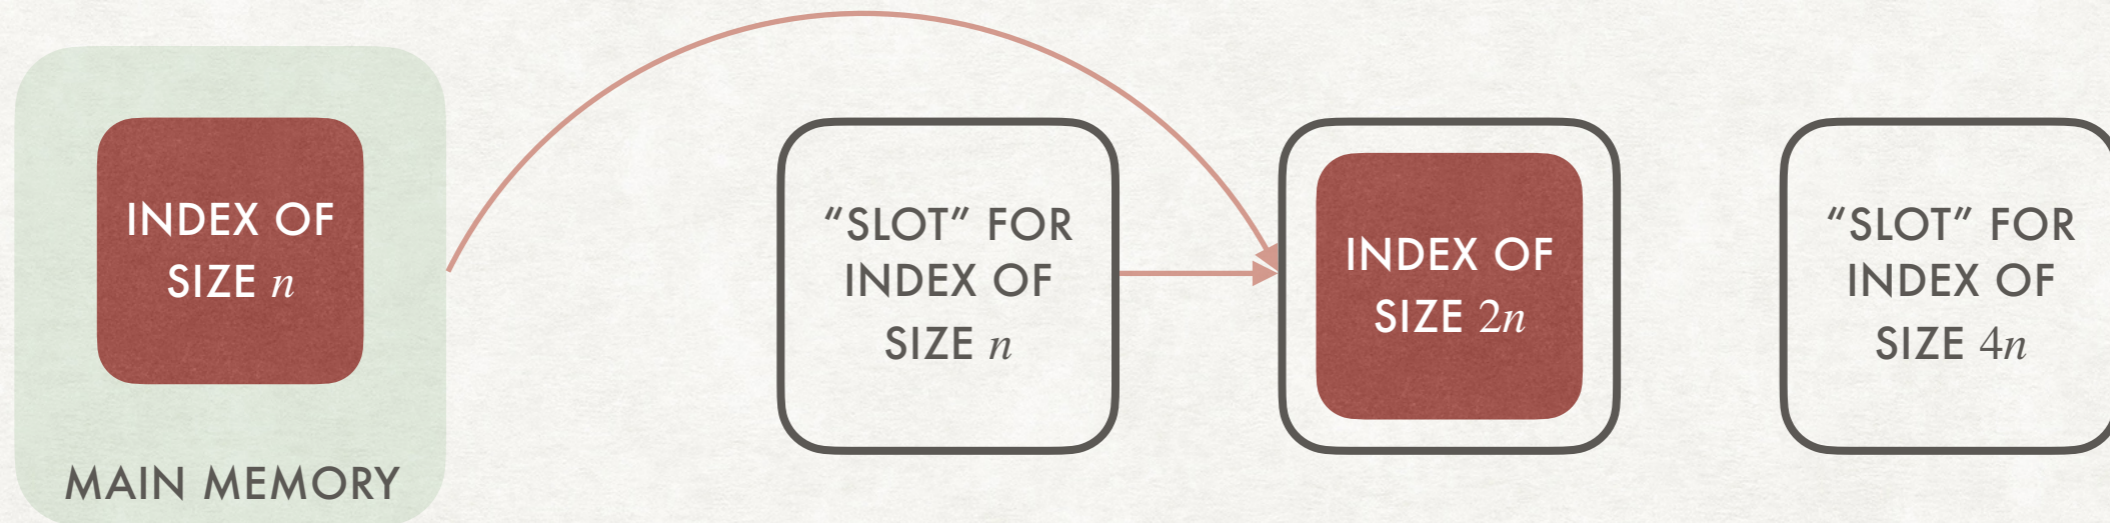 INDEX OF
SIZE n
MAIN MEMORY
“SLOT” FOR
INDEX OF
SIZE n
INDEX OF
SIZE 2n
“SLOT” FOR
INDEX OF
SIZE 4n